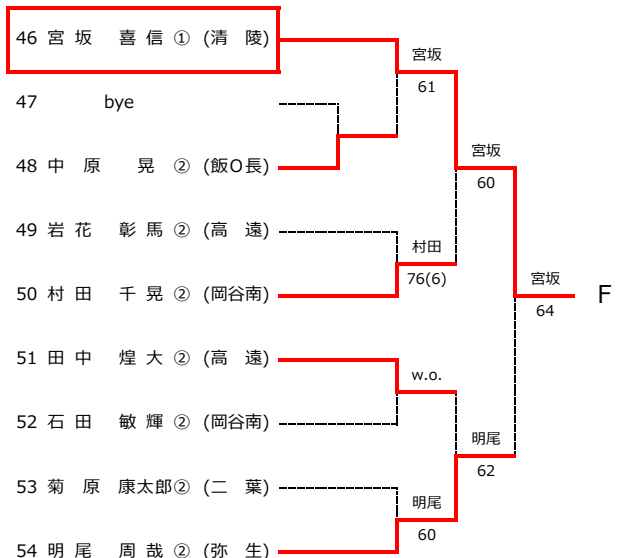 46 宮坂 喜信① (清 陵)
宮坂
61
47 bye
宮坂
60
48 中原 晃 ② (飯O長)
49 岩花 彰馬② (高 遠)
村田
76(6)
宮坂
64
F
50 村田 千晃② (岡谷南)
51 田中 煌大② (高 遠)
w.o.
52 石田 敏輝② (岡谷南)
明尾
62
53 菊原 康太郎② (二 葉)
明尾
60
54 明尾 周哉② (弥 生)